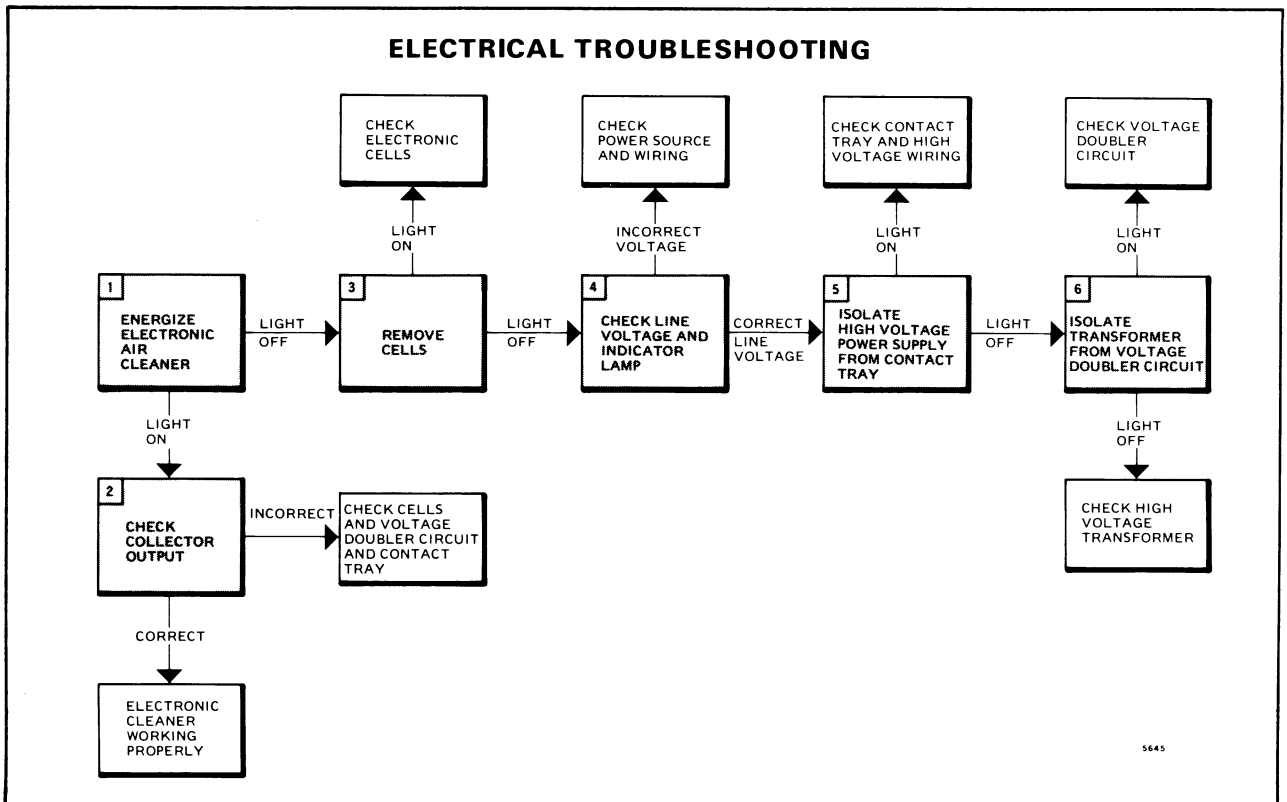 ELECTRICAL TROUBLESHOOTING
CHECK
ELECTRONIC
CELLS
CHECK
POWER SOURCE
AND WIRING
CHECK CONTACT
TRAY AND HIGH
VOLTAGE WIRING
CHECK VOLTAGE
DOUBLER
CIRCUIT
LIGHT
ON
INCORRECT
VOLTAGE
LIGHT
ON
LIGHT
ON
1
ENERGIZE
ELECTRONIC
AIR
CLEANER
LIGHT
OFF
3
REMOVE
CELLS
LIGHT
OFF
4
CHECK LINE
VOLTAGE AND
INDICATOR
LAMP
CORRECT
LINE
VOLTAGE
5
ISOLATE
HIGH VOLTAGE
POWER SUPPLY
FROM CONTACT
TRAY
LIGHT
OFF
6
ISOLATE
TRANSFORMER
FROM VOLTAGE
DOUBLER CIRCUIT
LIGHT
ON
LIGHT
OFF
2
CHECK
COLLECTOR
OUTPUT
INCORRECT
CHECK CELLS
AND VOLTAGE
DOUBLER CIRCUIT
AND CONTACT
TRAY
CHECK HIGH
VOLTAGE
TRANSFORMER
CORRECT
ELECTRONIC
CLEANER
WORKING
PROPERLY
5645